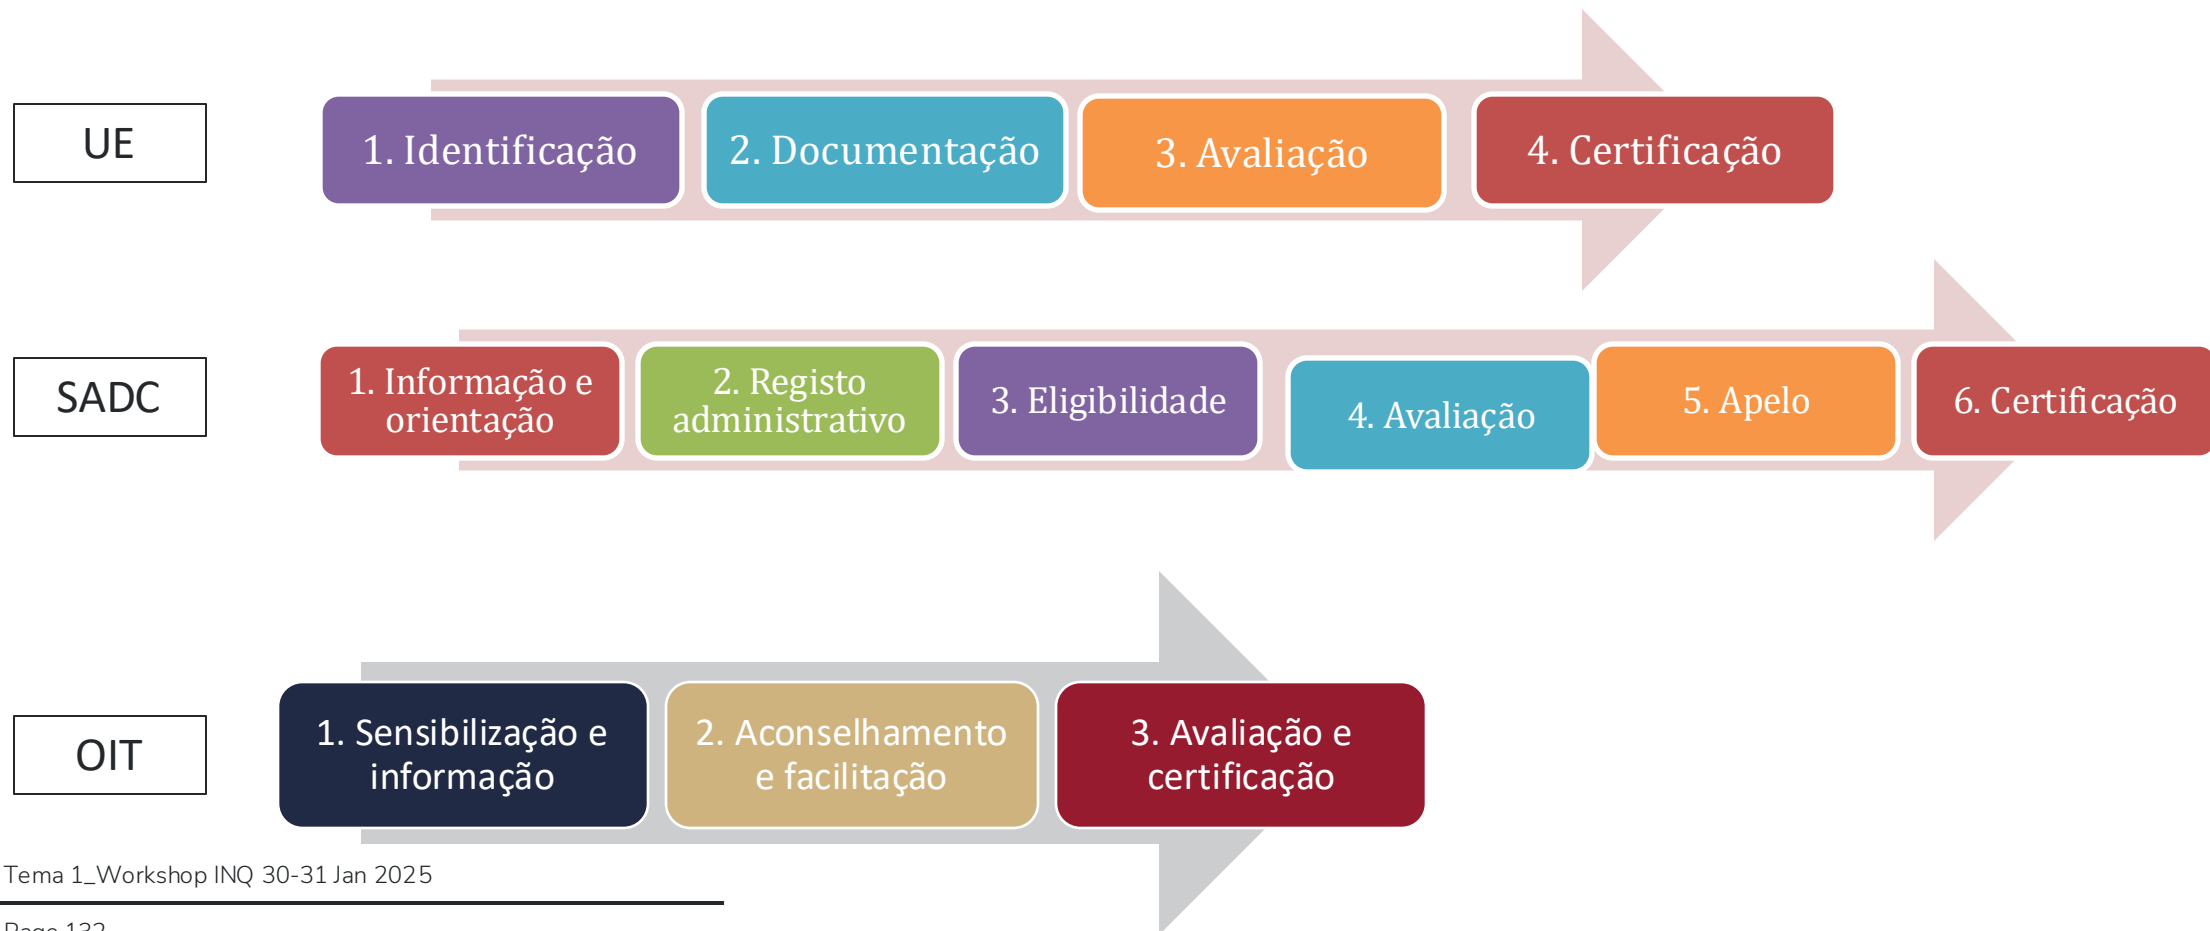 UE
1. Identificação
2. Documentação
3. Avaliação
4. Certificação
SADC
1. Informação e
orientação
2. Registo
administrativo
3. Eligibilidade
4. Avaliação
5. Apelo
6. Certificação
OIT
1. Sensibilização e
informação
2. Aconselhamento
e facilitação
3. Avaliação e
certificação
Tema 1_Workshop INQ 30-31 Jan 2025
Page 132